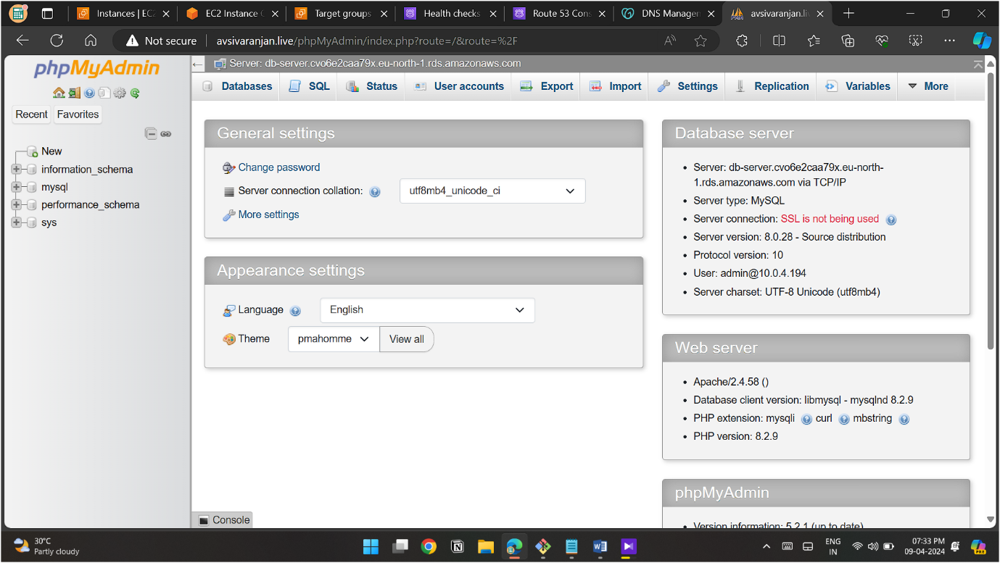 Instances | EC2
EC2 Instance C
Target groups
Health checks
Route 53 Cons
DNS Managem
avsivaranjan.li
Not secure
avsivaranjan.live/phpMyAdmin/index.php?route=/&route=%2F
phpMyAdmin
Recent
Favorites
New
information_schema
mysql
performance_schema
sys
Server: db-server.cvo6e2caa79x.eu-north-1.rds.amazonaws.com
Databases
SQL
Status
User accounts
Export
Import
Settings
Replication
Variables
More
General settings
Change password
Server connection collation:
utf8mb4_unicode_ci
More settings
Appearance settings
Language
English
Theme
pmahomme
View all
Database server
Server: db-server.cvo6e2caa79x.eu-north-
1.rds.amazonaws.com via TCP/IP
Server type: MySQL
Server connection: SSL is not being used
Server version: 8.0.28 - Source distribution
Protocol version: 10
User: admin@10.0.4.194
Server charset: UTF-8 Unicode (utf8mb4)
Web server
Apache/2.4.58 ()
Database client version: libmysql - mysqlnd 8.2.9
PHP extension: mysqli curl mbstring
PHP version: 8.2.9
phpMyAdmin
Version information: 5.2.1 (up to date)
Console
30°C
Partly cloudy
ENG
IN
07:33 PM
09-04-2024